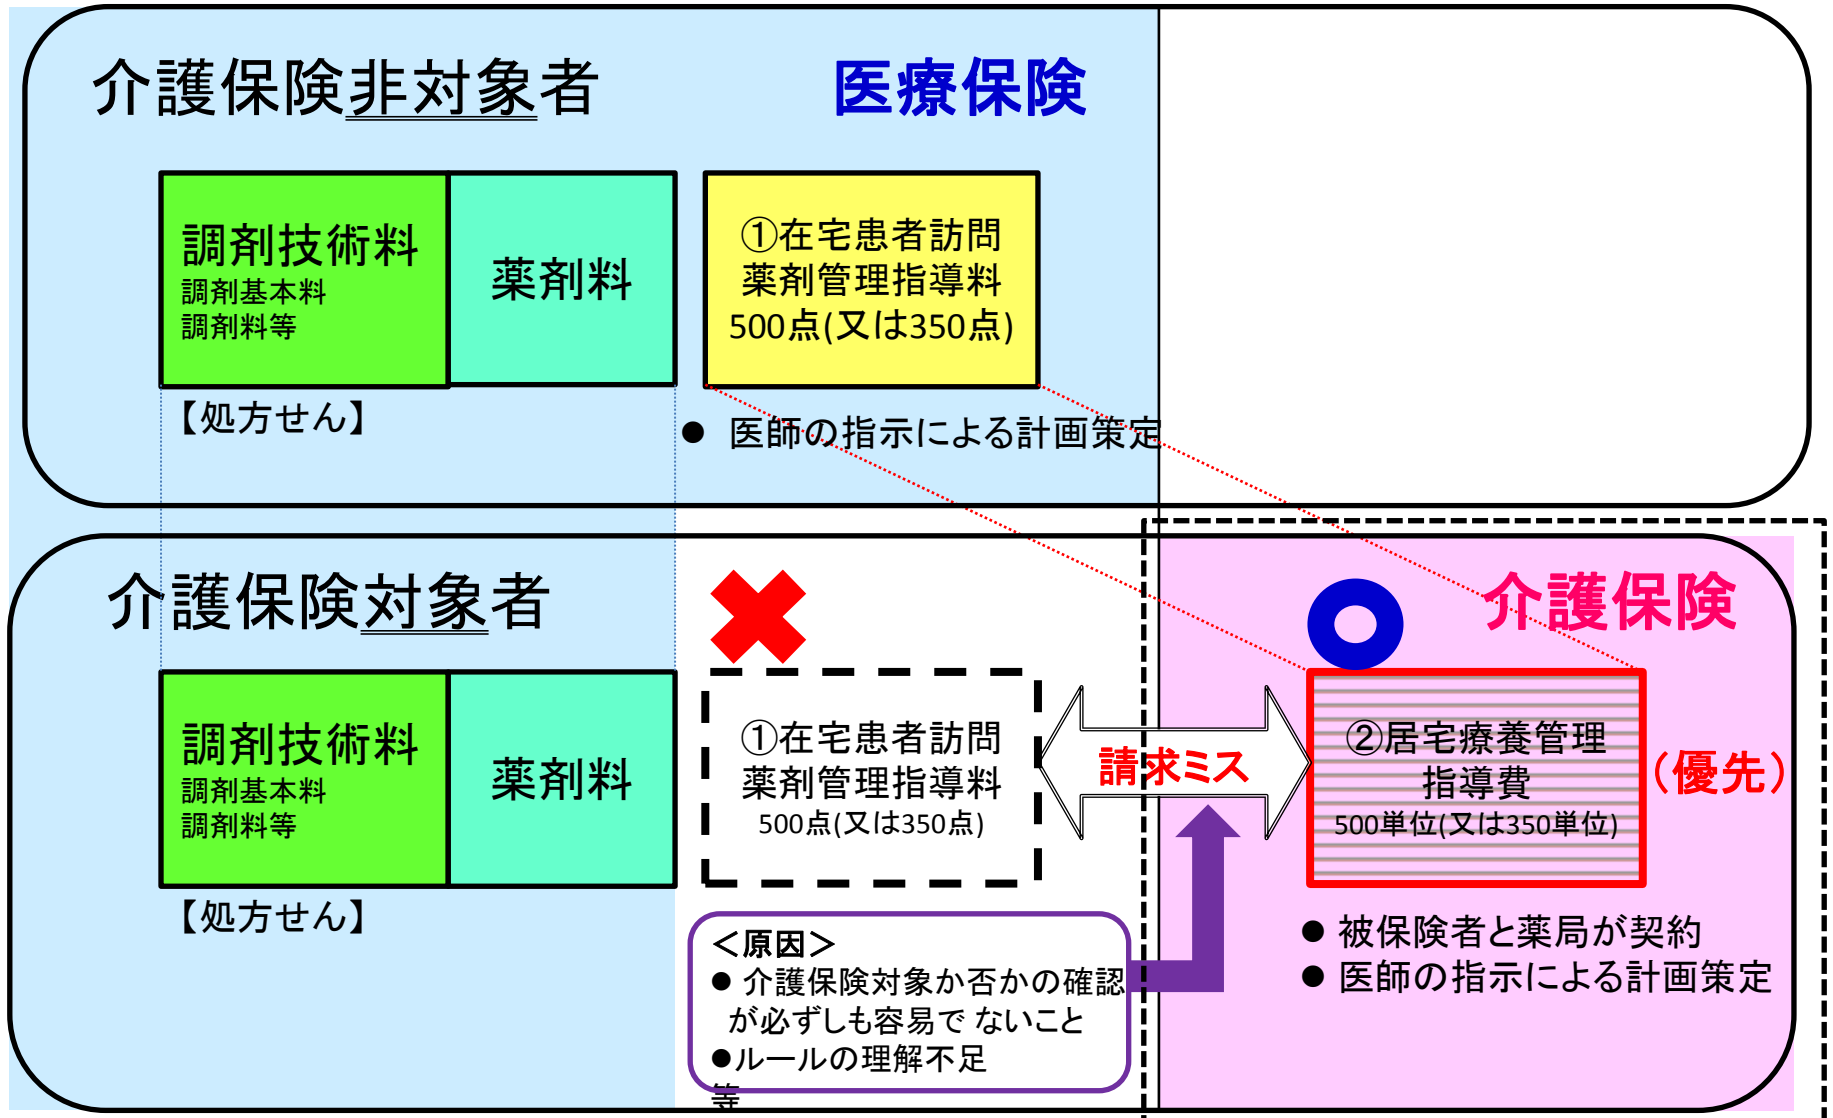 介護保険非対象者
医療保険
調剤技術料
調剤基本料
調剤料等
薬剤料
①在宅患者訪問
薬剤管理指導料
500点(又は350点)
【処方せん】
● 医師の指示による計画策定
介護保険対象者
介護保険
調剤技術料
調剤基本料
調剤料等
薬剤料
①在宅患者訪問
薬剤管理指導料
500点(又は350点)
請求ミス
②居宅療養管理
指導費
500単位(又は350単位)
(優先)
【処方せん】
<原因>
● 介護保険対象か否かの確認
が必ずしも容易で ないこと
●ルールの理解不足
等
● 被保険者と薬局が契約
● 医師の指示による計画策定